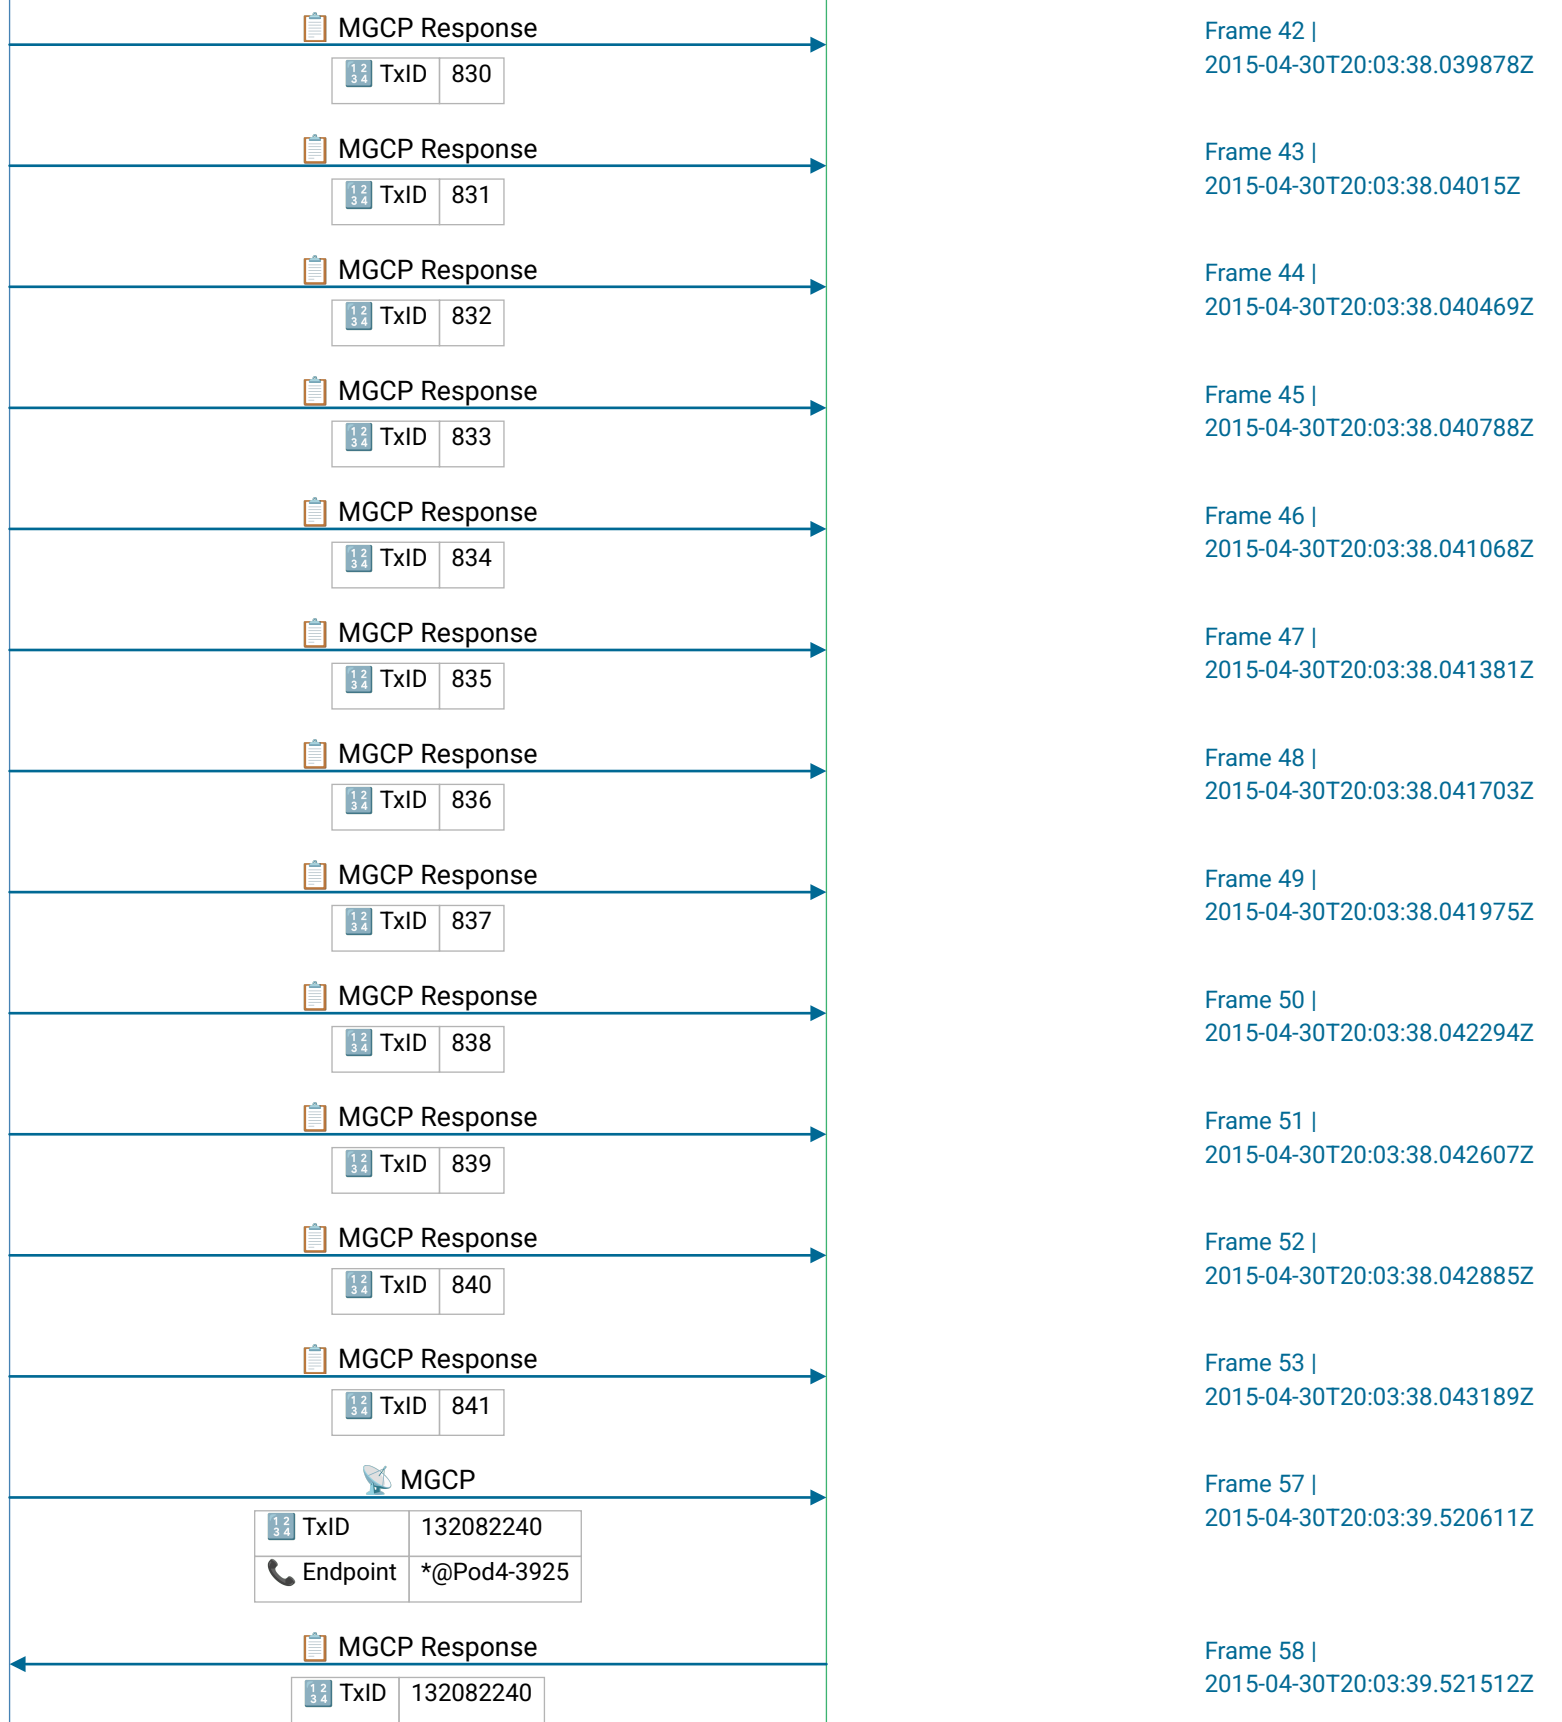 MGCP Response
Frame 42 |
2015-04-30T20:03:38.039878Z
TxID 830
MGCP Response
Frame 43 |
2015-04-30T20:03:38.04015Z
TxID 831
MGCP Response
Frame 44 |
2015-04-30T20:03:38.040469Z
TxID 832
MGCP Response
Frame 45 |
2015-04-30T20:03:38.040788Z
TxID 833
MGCP Response
Frame 46 |
2015-04-30T20:03:38.041068Z
TxID 834
MGCP Response
Frame 47 |
2015-04-30T20:03:38.041381Z
TxID 835
MGCP Response
Frame 48 |
2015-04-30T20:03:38.041703Z
TxID 836
MGCP Response
Frame 49 |
2015-04-30T20:03:38.041975Z
TxID 837
MGCP Response
Frame 50 |
2015-04-30T20:03:38.042294Z
TxID 838
MGCP Response
Frame 51 |
2015-04-30T20:03:38.042607Z
TxID 839
MGCP Response
Frame 52 |
2015-04-30T20:03:38.042885Z
TxID 840
MGCP Response
Frame 53 |
2015-04-30T20:03:38.043189Z
TxID 841
MGCP
Frame 57 |
2015-04-30T20:03:39.520611Z
TxID 132082240
Endpoint *@Pod4-3925
MGCP Response
Frame 58 |
2015-04-30T20:03:39.521512Z
TxID 132082240